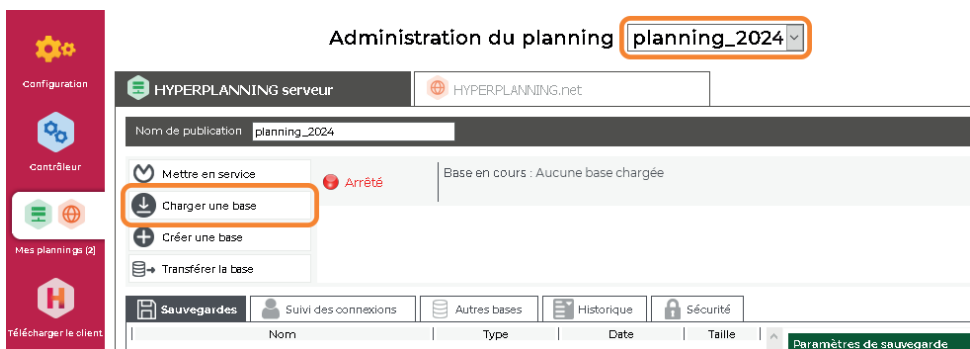 Administration du planning planning_2024
Configuration
HYPERPLANNING serveur HYPERPLANNING.net
Nom de publication planning_2024
Contrôleur
Mettre en service Arrêté Base en cours : Aucune base chargée
Charger une base
Créer une base
Mes plannings (2)
Transférer la base
Sauvegardes Suivi des connexions Autres bases Historique Sécurité
Télécharger le client
Nom Type Date Taille Paramètres de sauvegarde